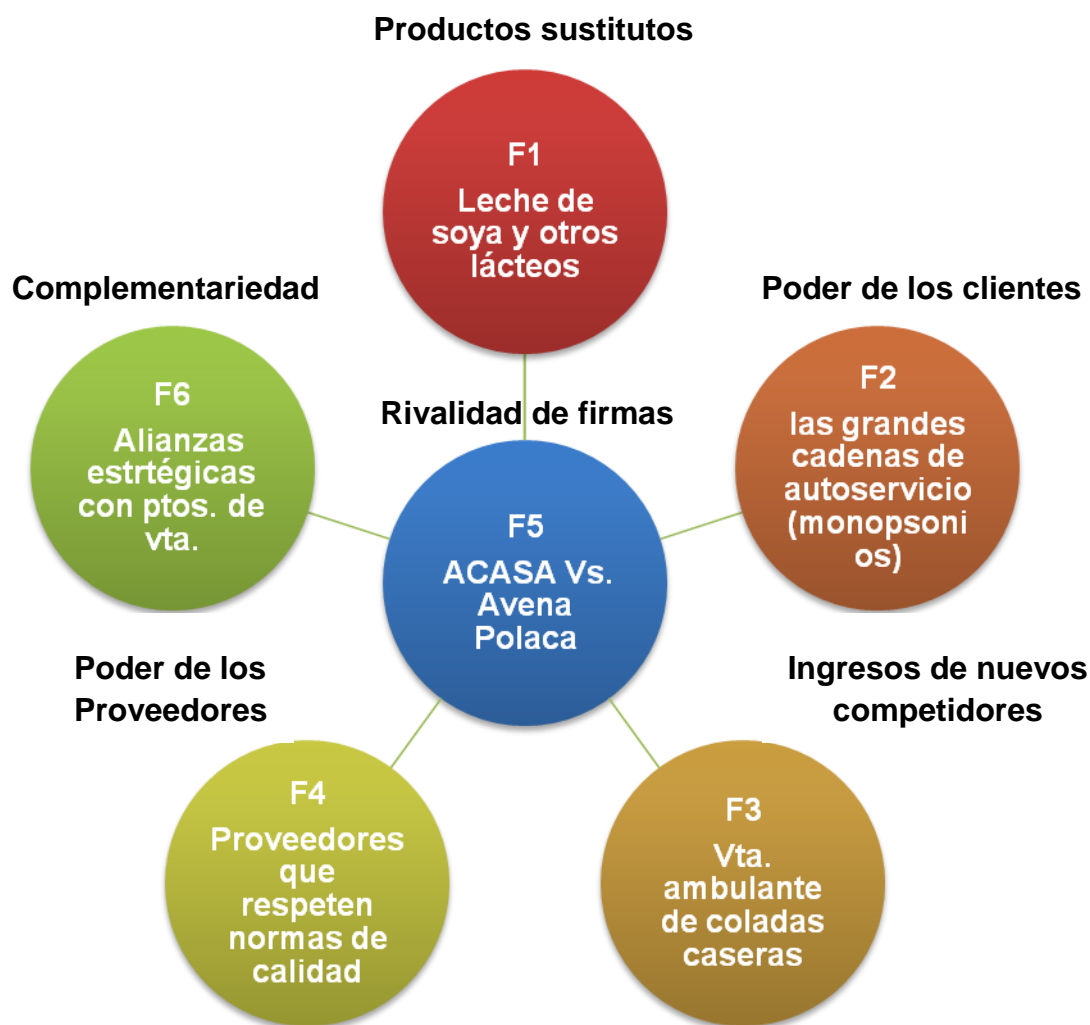 Productos sustitutos
F1
Leche de
soya y otros
lácteos
Complementariedad
Poder de los clientes
F6
Alianzas
estrtégicas
con ptos. de
vta.
Rivalidad de firmas
F2
las grandes
cadenas de
autoservicio
(monopsoni
os)
F5
ACASA Vs.
Avena
Polaca
Poder de los
Proveedores
Ingresos de nuevos
competidores
F4
Proveedores
que
respeten
normas de
calidad
F3
Vta.
ambulante
de coladas
caseras